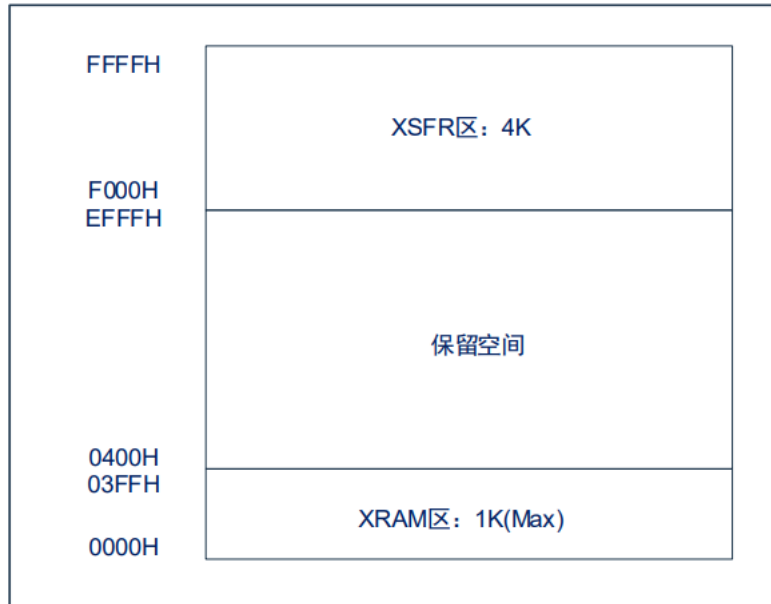 FFFFH
XSFR区：4K
F000H
EFFFH
保留空间
0400H
03FFH
XRAM区：1K(Max)
0000H